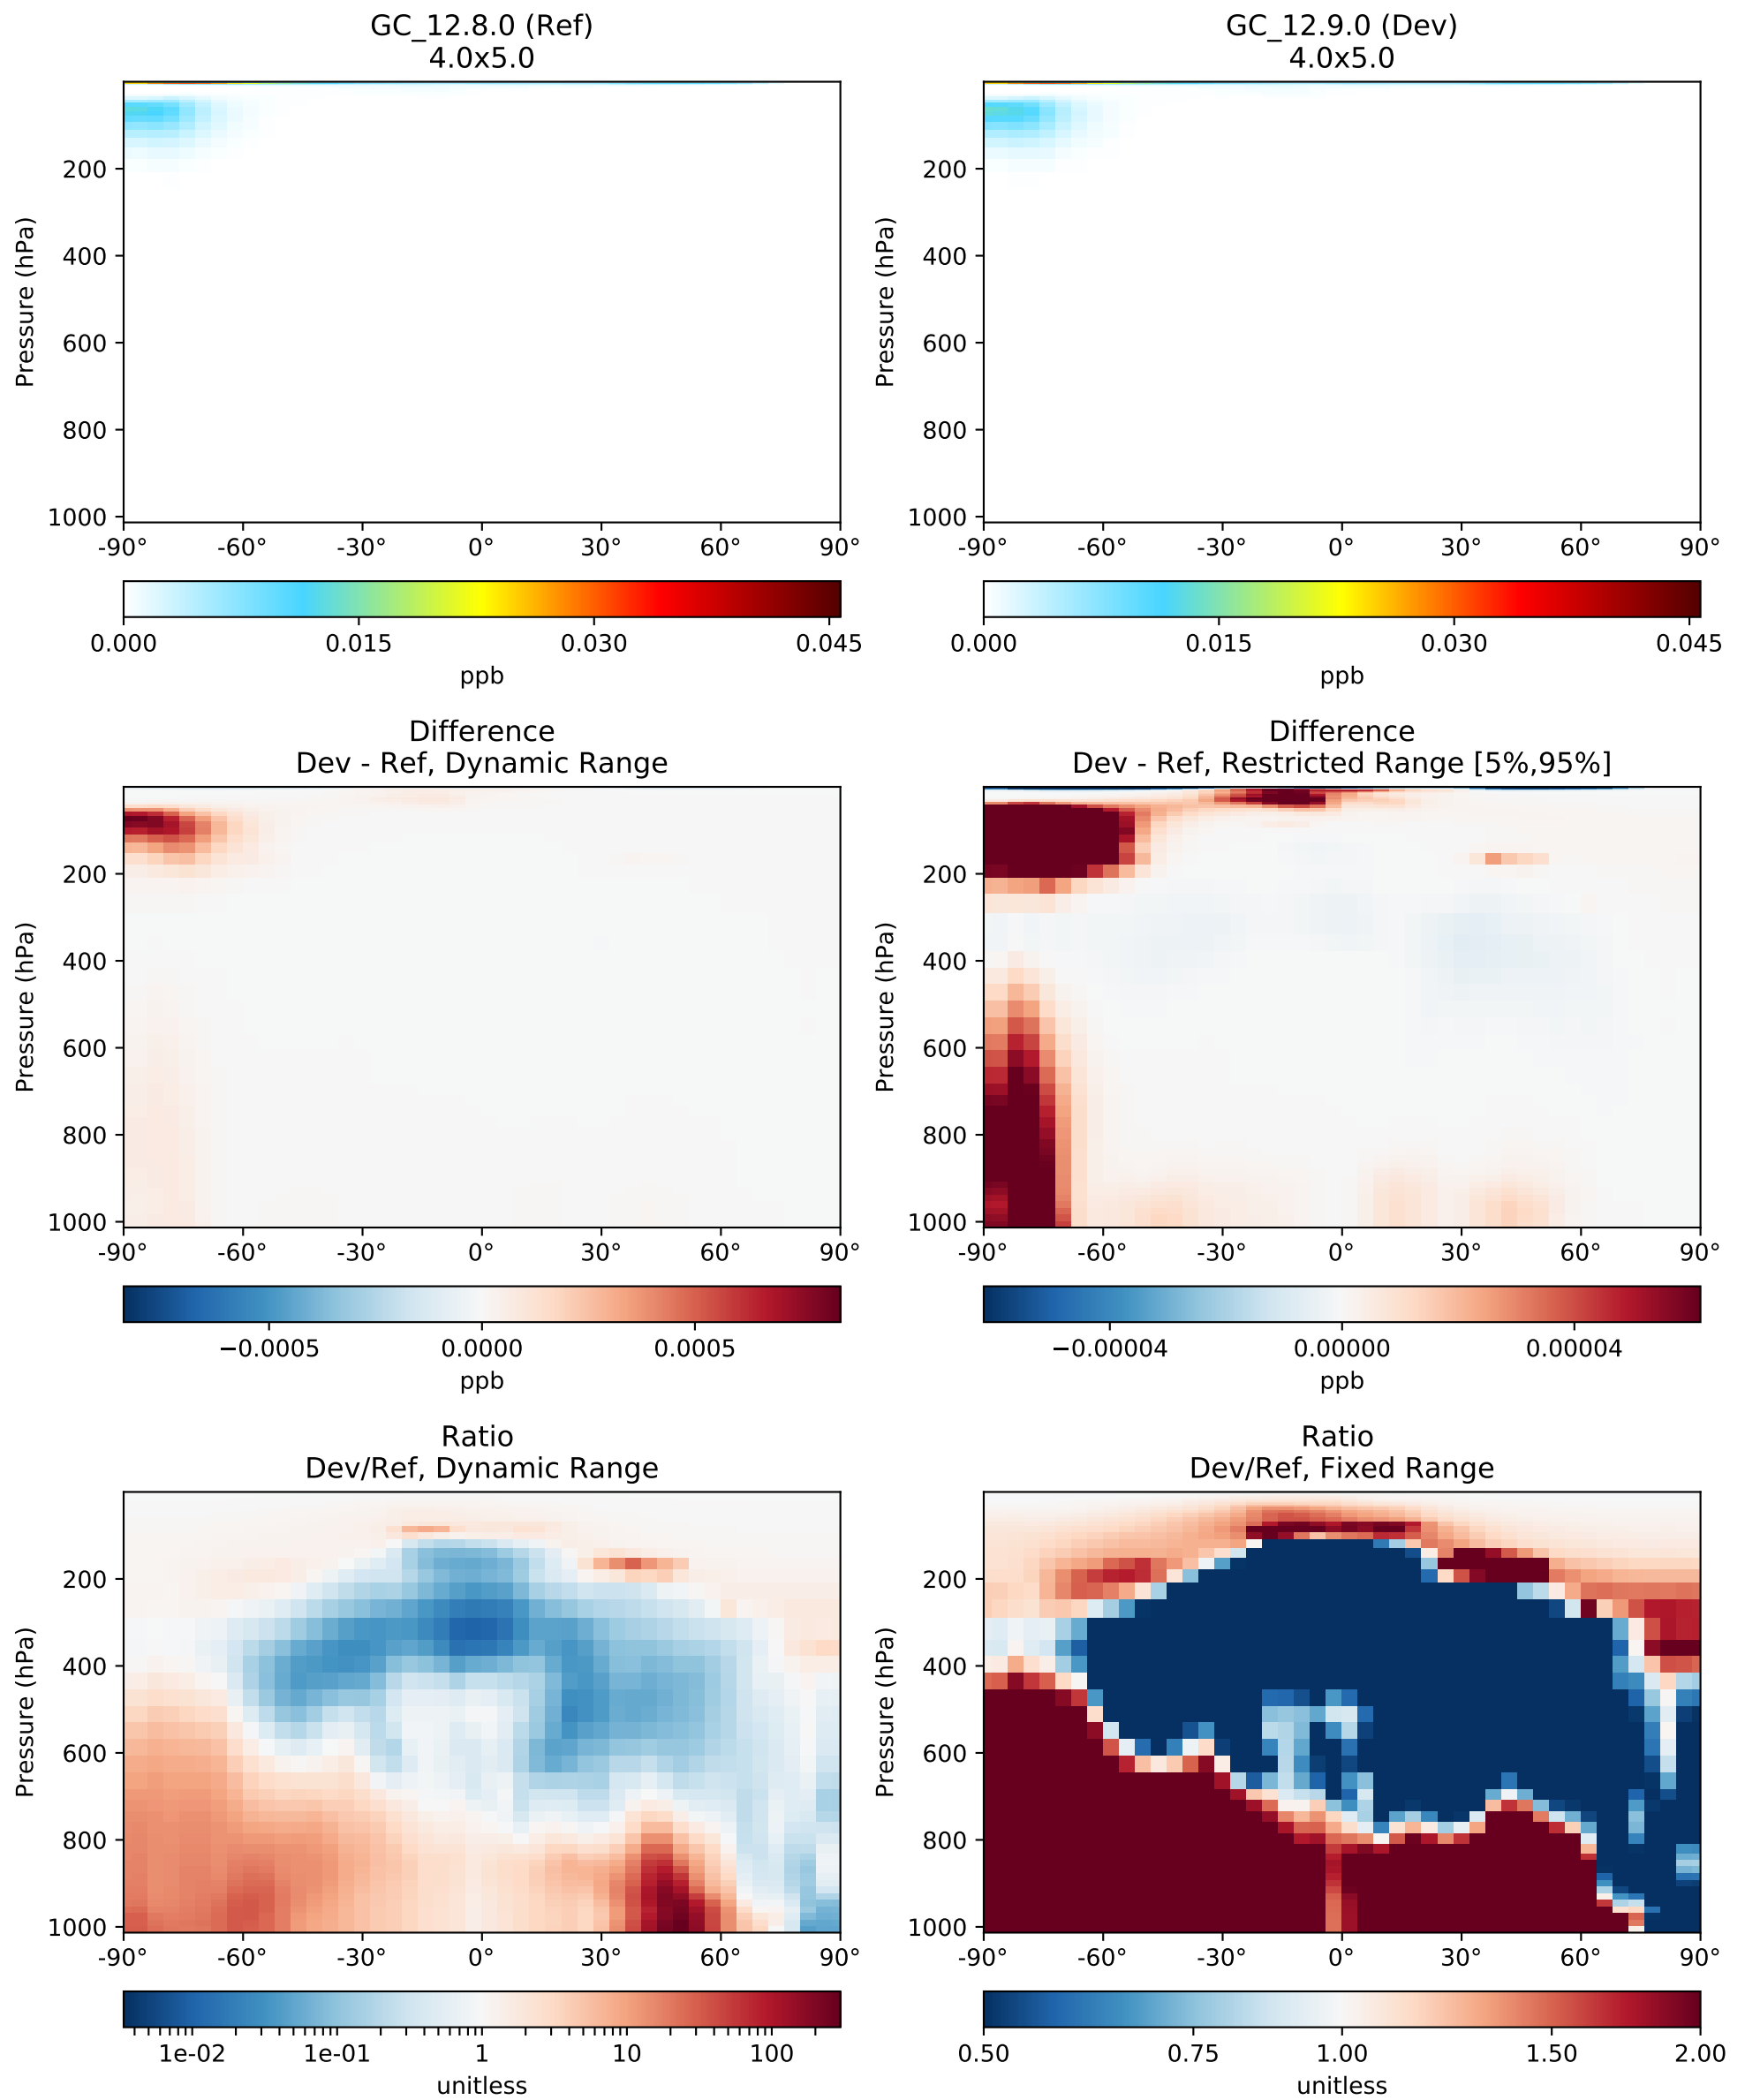 GC_12.8.0 (Ref)
4.0x5.0
Pressure (hPa)
200
400
600
800
1000
-90° -60° -30° 0° 30° 60° 90°
0.000 0.015 0.030 0.045
ppb
GC_12.9.0 (Dev)
4.0x5.0
Pressure (hPa)
200
400
600
800
1000
-90° -60° -30° 0° 30° 60° 90°
0.000 0.015 0.030 0.045
ppb
Difference
Dev - Ref, Dynamic Range
Pressure (hPa)
200
400
600
800
1000
-90° -60° -30° 0° 30° 60° 90°
−0.0005 0.0000 0.0005
ppb
Difference
Dev - Ref, Restricted Range [5%,95%]
Pressure (hPa)
200
400
600
800
1000
-90° -60° -30° 0° 30° 60° 90°
−0.00004 0.00000 0.00004
ppb
Ratio
Dev/Ref, Dynamic Range
Pressure (hPa)
200
400
600
800
1000
-90° -60° -30° 0° 30° 60° 90°
1e-02 1e-01 1 10 100
unitless
Ratio
Dev/Ref, Fixed Range
Pressure (hPa)
200
400
600
800
1000
-90° -60° -30° 0° 30° 60° 90°
0.50 0.75 1.00 1.50 2.00
unitless